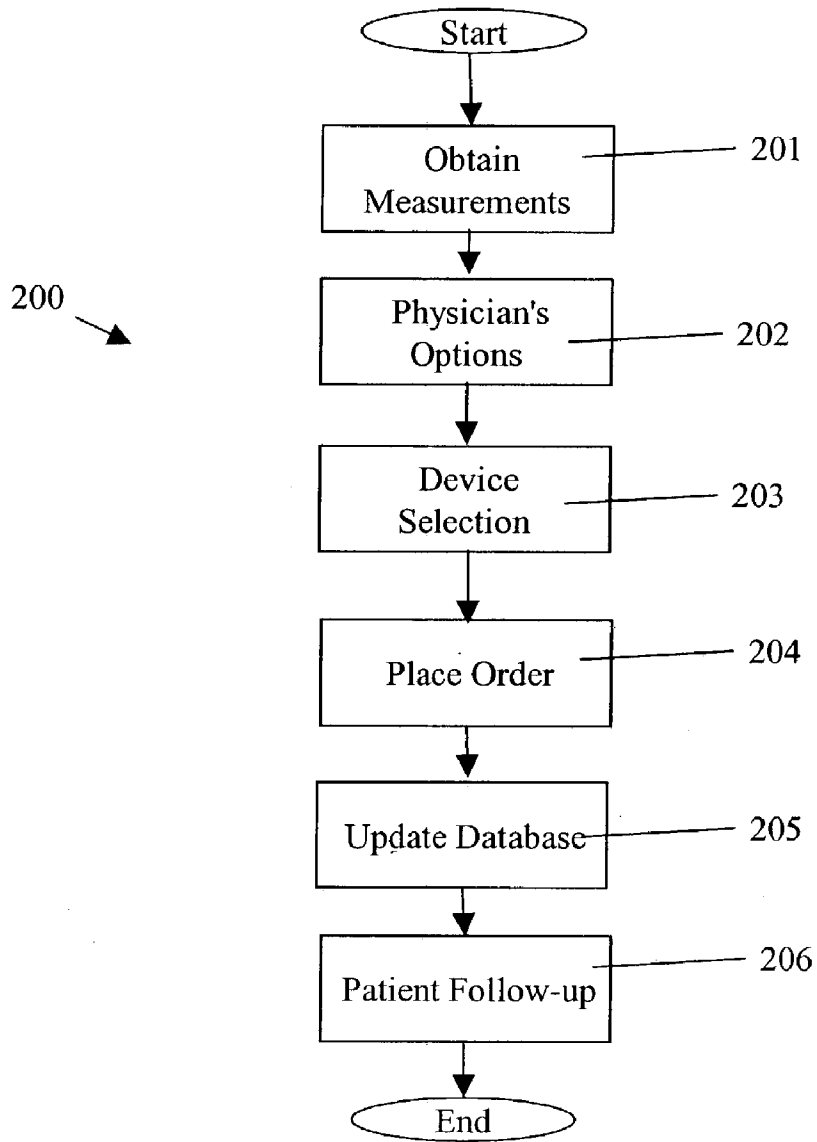 Start
Obtain
Measurements
201
200
Physician's
Options
202
Device
Selection
203
Place Order
204
Update Database
205
Patient Follow-up
206
End